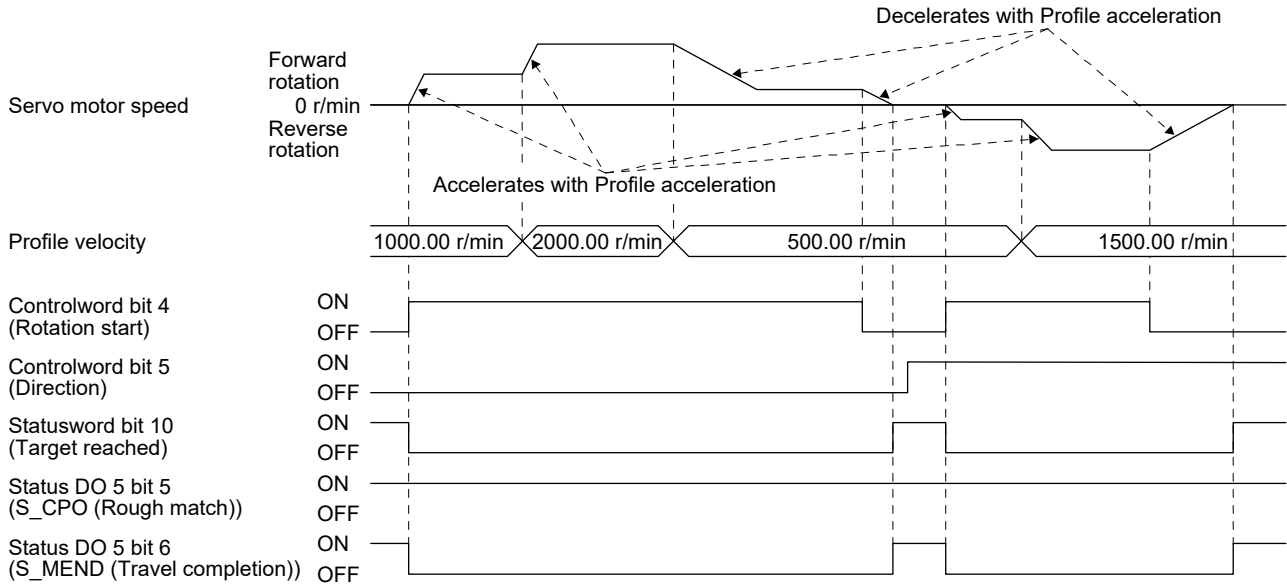 Decelerates with Profile acceleration
Forward
rotation
Servo motor speed
0 r/min
Reverse
rotation
Accelerates with Profile acceleration
Profile velocity
1000.00 r/min
2000.00 r/min
500.00 r/min
1500.00 r/min
Controlword bit 4
(Rotation start)
ON
OFF
Controlword bit 5
(Direction)
ON
OFF
Statusword bit 10
(Target reached)
ON
OFF
Status DO 5 bit 5
(S_CPO (Rough match))
ON
OFF
Status DO 5 bit 6
(S_MEND (Travel completion))
ON
OFF